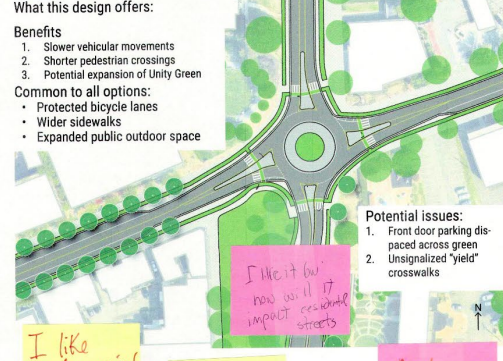 What this design offers:
Benefits
1. Slower vehicular movements
2. Shorter pedestrian crossings
3. Potential expansion of Unity Green
Common to all options:
• Protected bicycle lanes
• Wider sidewalks
• Expanded public outdoor space
Potential issues:
1. Front door parking dis-
paced across green
2. Unsignalized "yield"
crosswalks
N
I like it but
how will it
impact residential
streets
I like